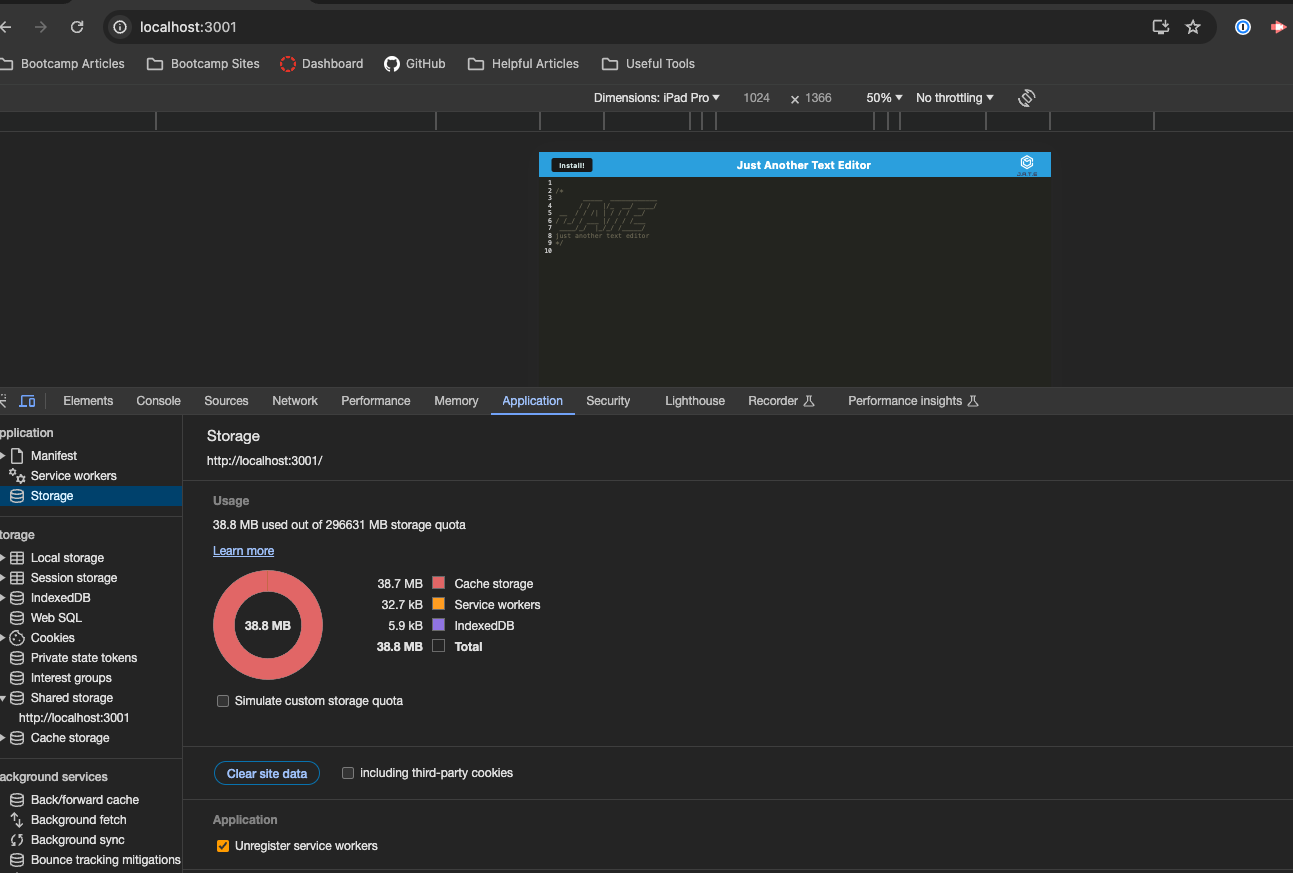 localhost:3001
Bootcamp Articles Bootcamp Sites Dashboard GitHub Helpful Articles Useful Tools
Dimensions: iPad Pro 1024 x 1366 50% No throttling
Install! Just Another Text Editor
J.A.T.E
1
2 /*
3
4
5
6
7
8 just another text editor
9 */
10
Elements Console Sources Network Performance Memory Application Security Lighthouse Recorder Performance insights
pplication
Manifest
Service workers
Storage
torage
Local storage
Session storage
IndexedDB
Web SQL
Cookies
Private state tokens
Interest groups
Shared storage
http://localhost:3001
Cache storage
ackground services
Back/forward cache
Background fetch
Background sync
Bounce tracking mitigations
Storage
http://localhost:3001/
Usage
38.8 MB used out of 296631 MB storage quota
Learn more
38.8 MB
38.7 MB Cache storage
32.7 kB Service workers
5.9 kB IndexedDB
38.8 MB Total
Simulate custom storage quota
Clear site data including third-party cookies
Application
Unregister service workers